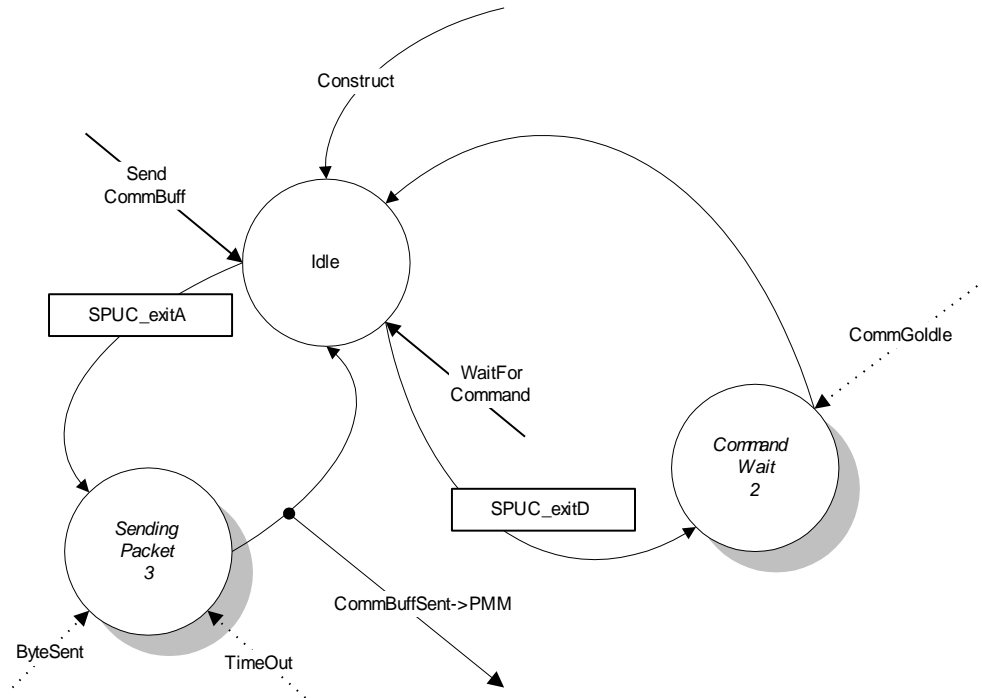 Construct
Send
CommBuff
Idle
SPUC_exitA
CommGoIdle
WaitFor
Command
Command
Wait
2
SPUC_exitD
Sending
Packet
3
CommBuffSent->PMM
ByteSent
TimeOut